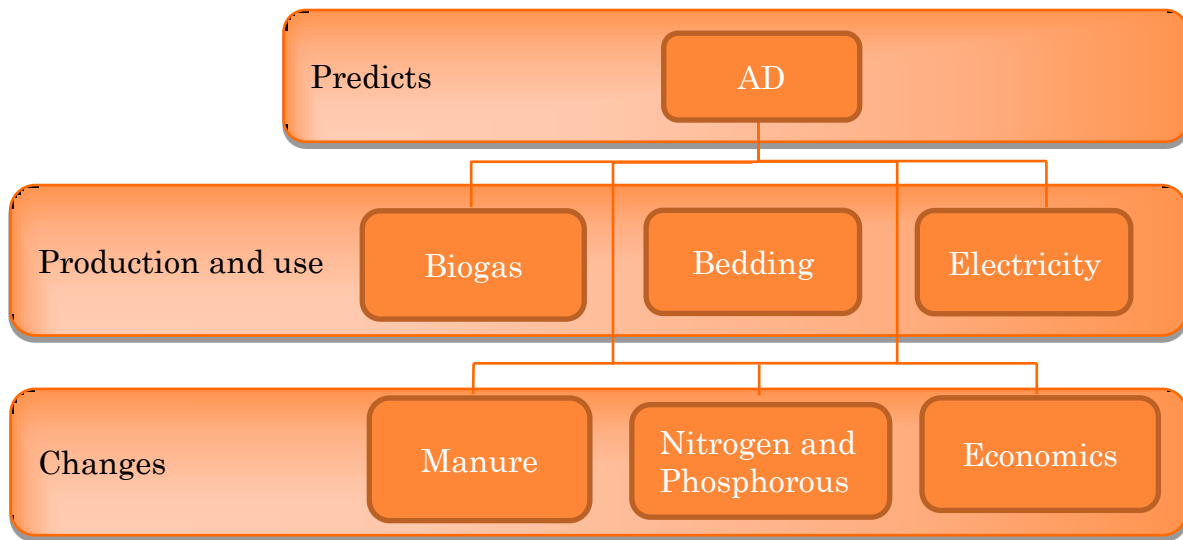 Predicts
AD
Production and use
Biogas
Bedding
Electricity
Changes
Manure
Nitrogen and
Phosphorous
Economics